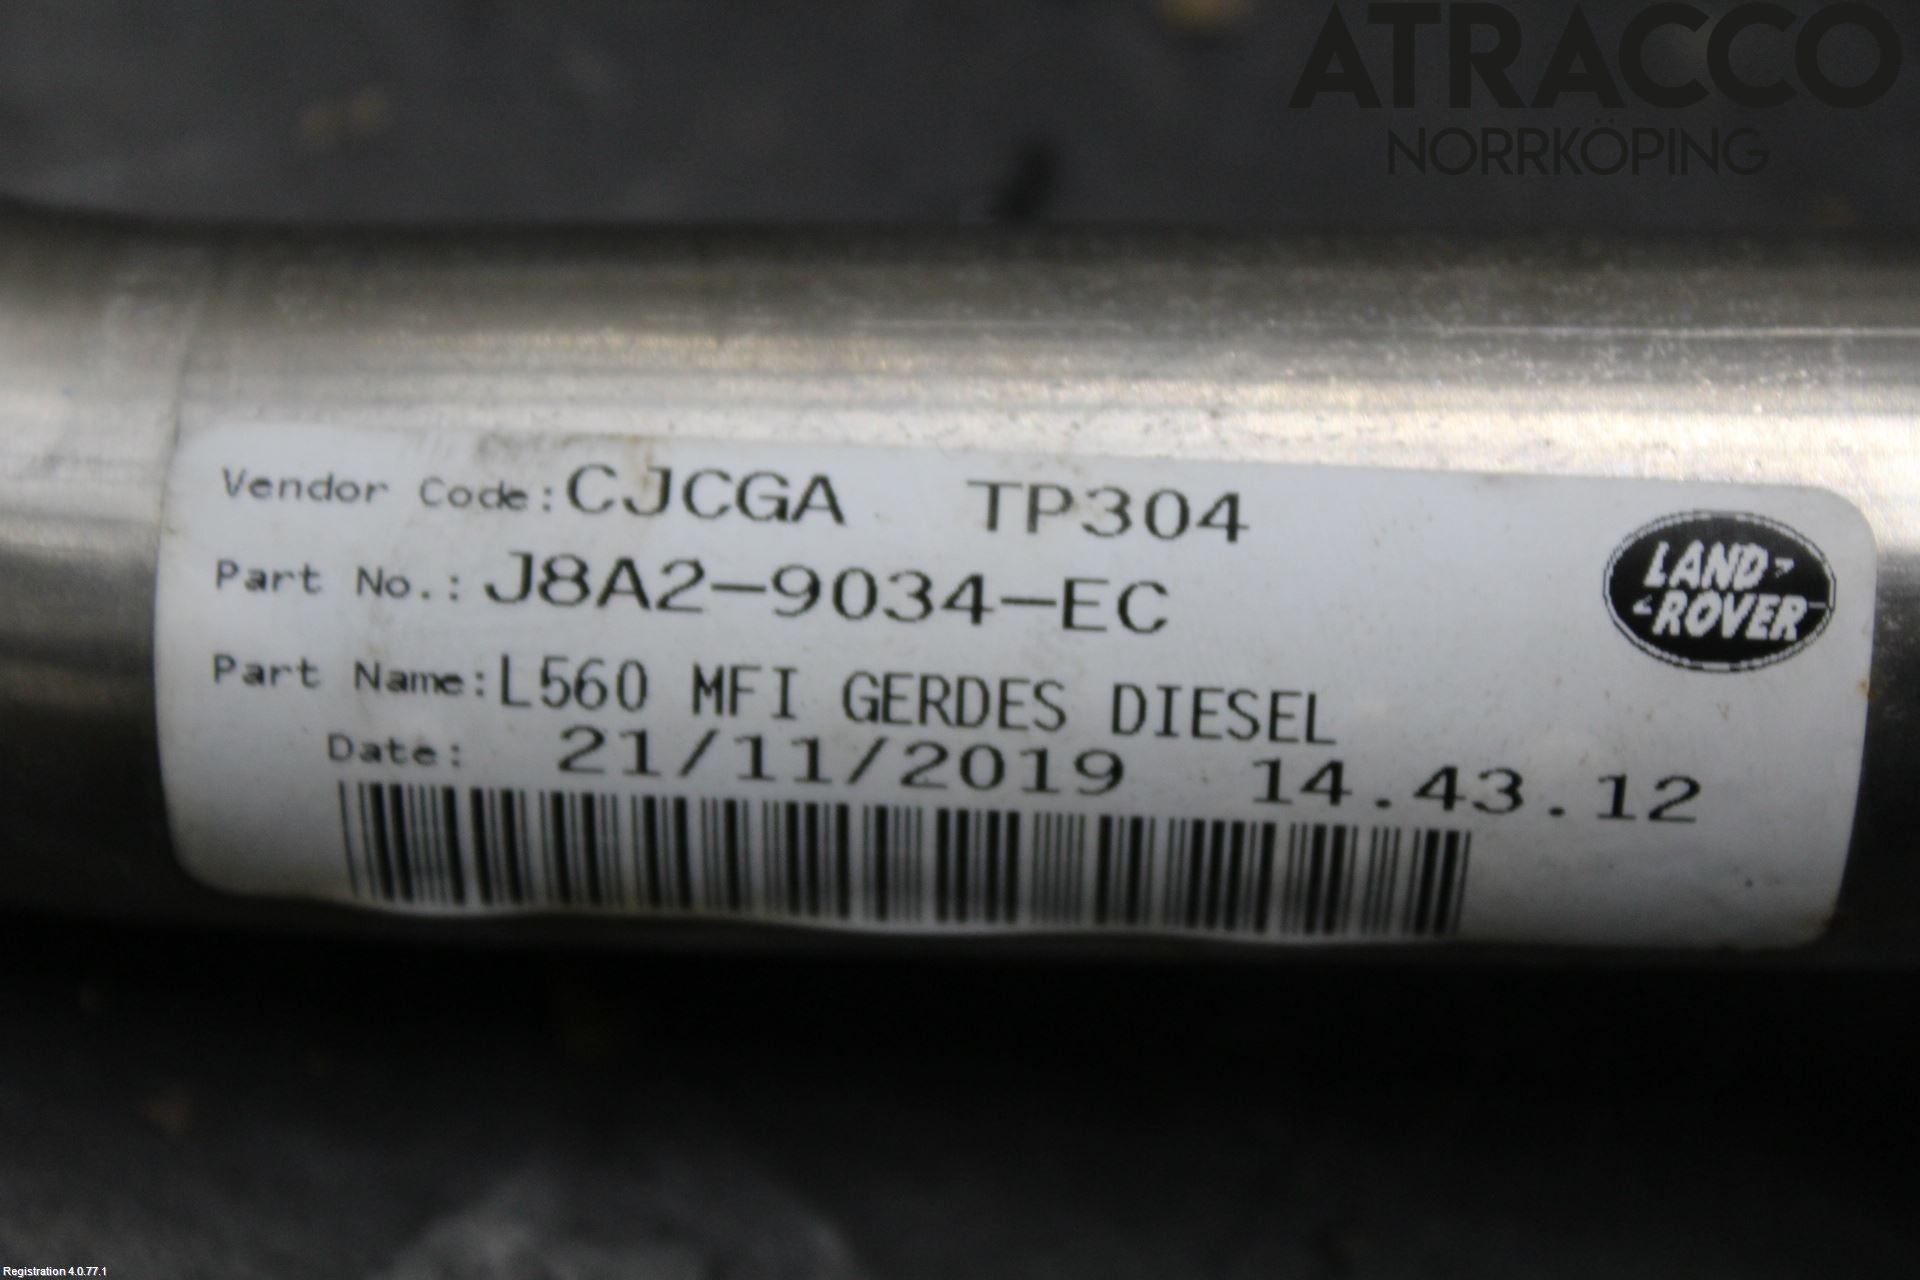 ATRACCO
NORRKÖPING
Vendor Code: CJCGA TP304
Part No.: J8A2-9034-EC
LAND-
ROVER
Part Name: L560 MFI GERDES DIESEL
Date: 21/11/2019 14.43.12
Registration 4.0.77.1